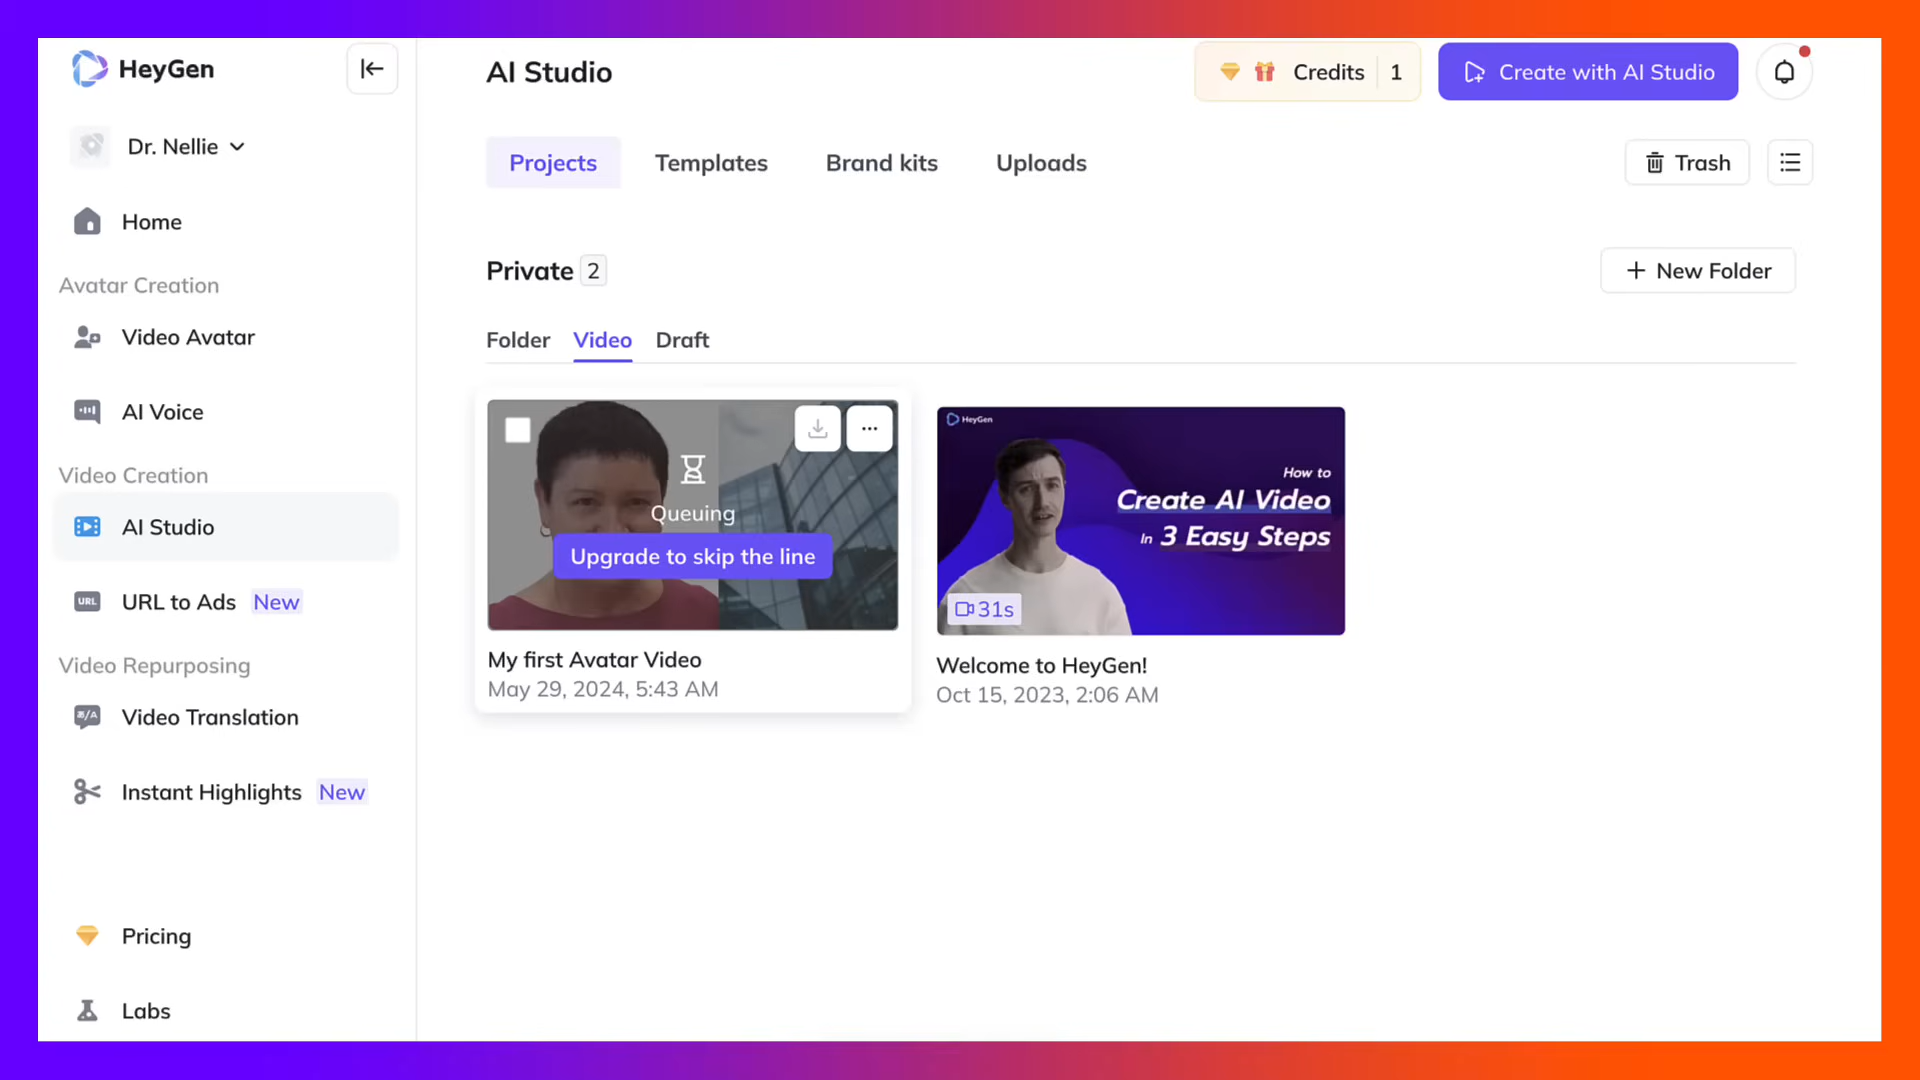 HeyGen
AI Studio
Credits 1
Create with AI Studio
Dr. Nellie
Projects
Templates
Brand kits
Uploads
Trash
Home
Private 2
New Folder
Avatar Creation
Video Avatar
Folder
Video
Draft
AI Voice
Video Creation
AI Studio
URL
URL to Ads New
Video Repurposing
Video Translation
Instant Highlights New
Pricing
Labs
Queuing
Upgrade to skip the line
My first Avatar Video
May 29, 2024, 5:43 AM
HeyGen
How to
Create AI Video
In 3 Easy Steps
31s
Welcome to HeyGen!
Oct 15, 2023, 2:06 AM